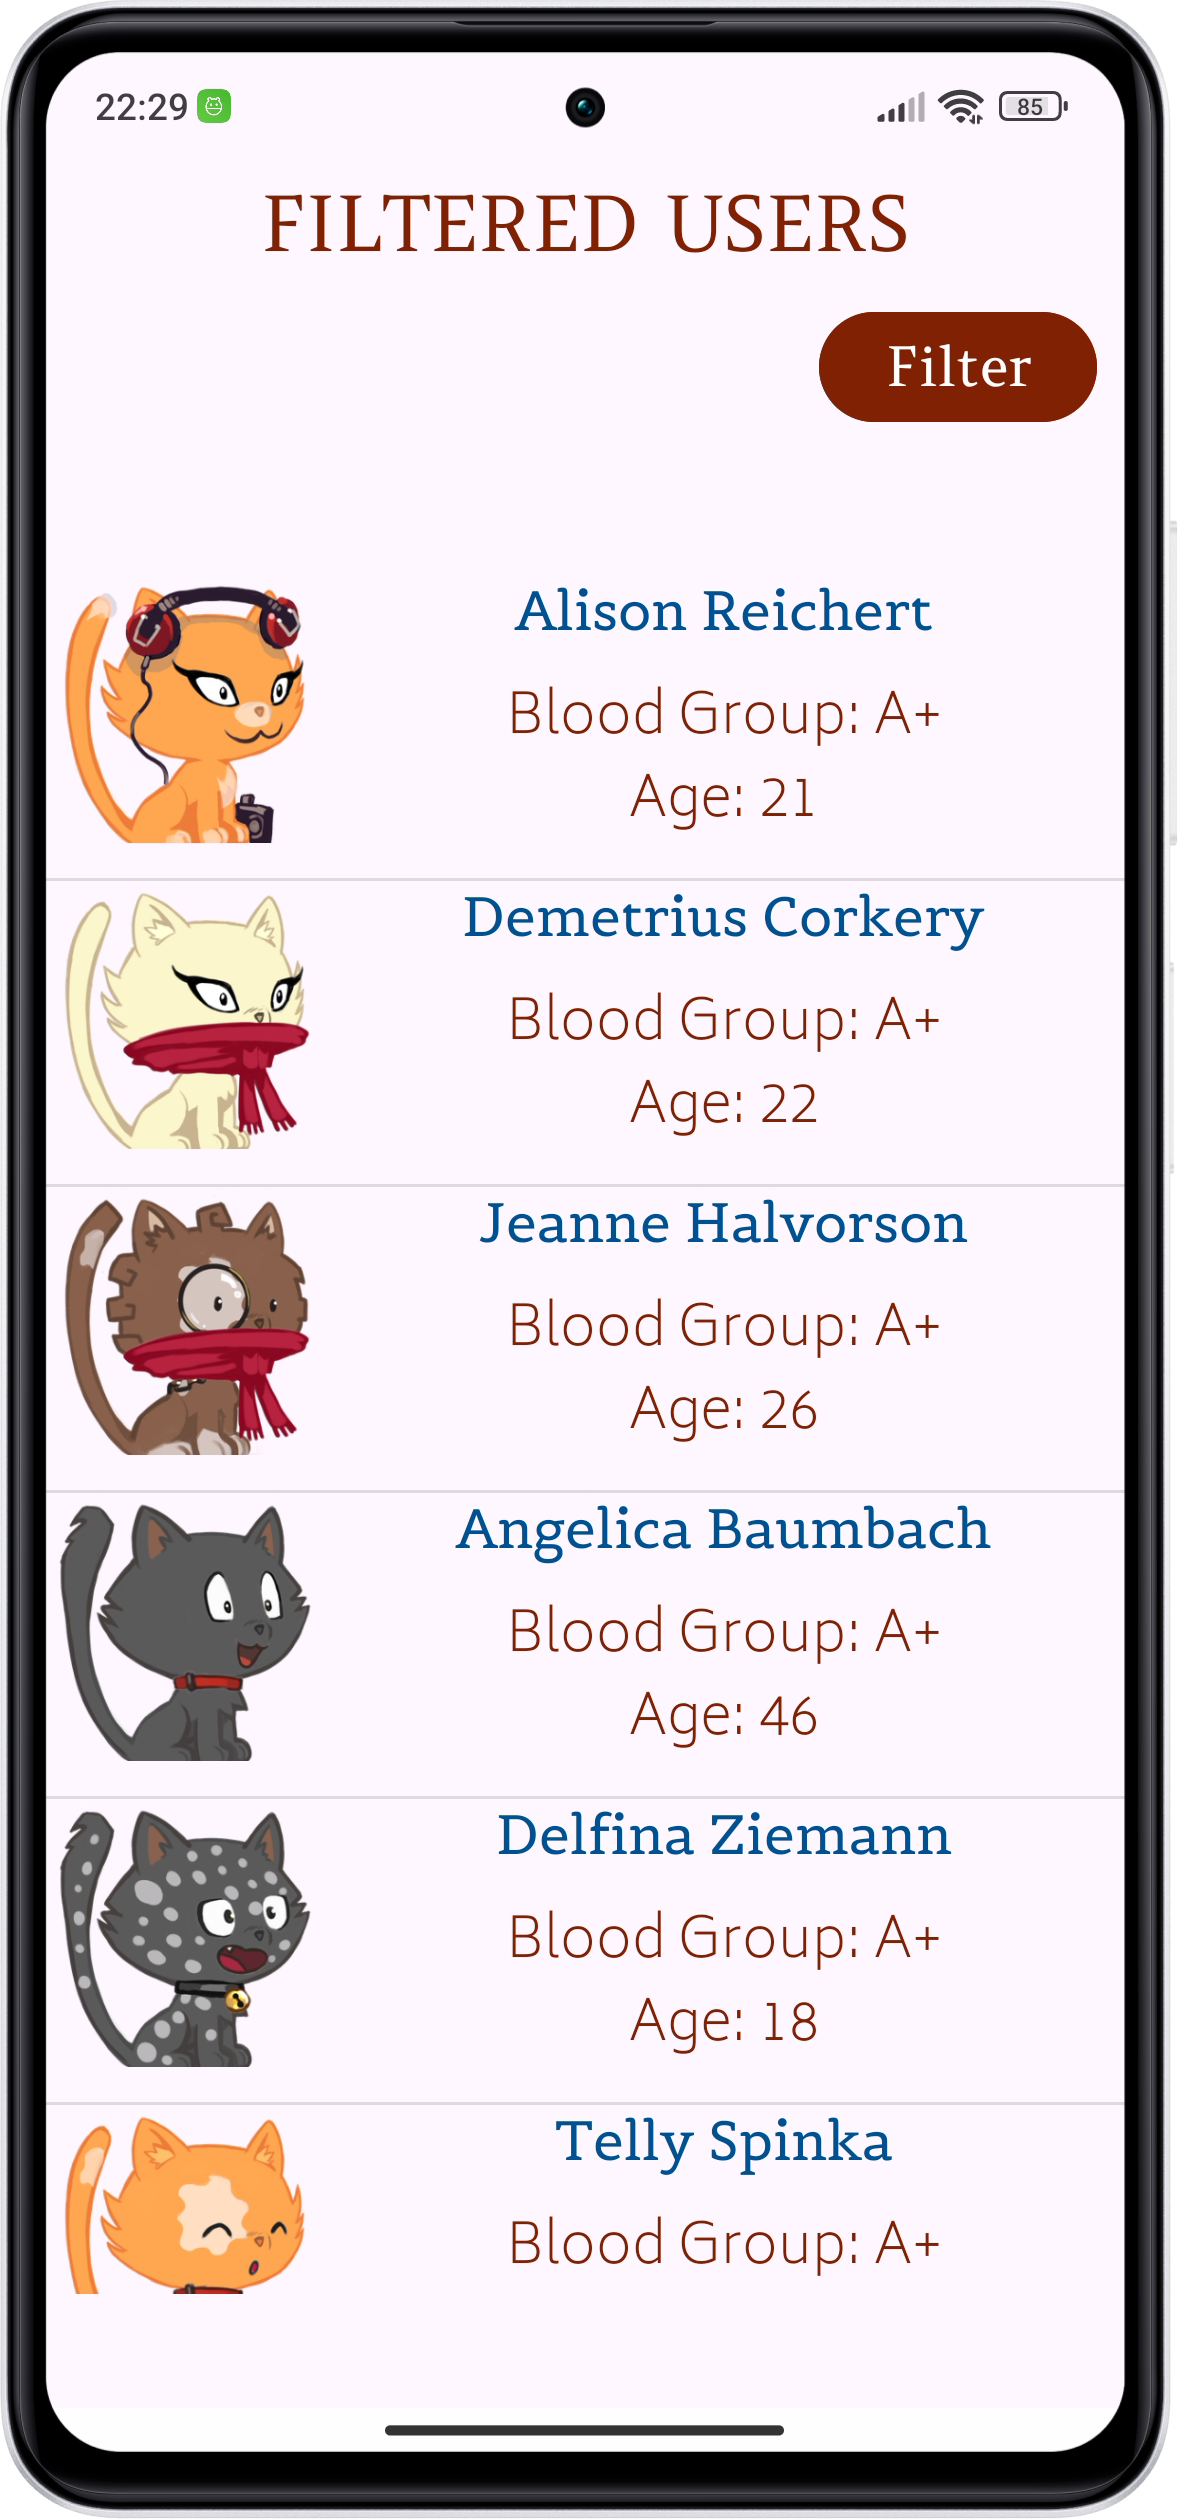 22:29
85
FILTERED USERS
Filter
Alison Reichert
Blood Group: A+
Age: 21
Demetrius Corkery
Blood Group: A+
Age: 22
Jeanne Halvorson
Blood Group: A+
Age: 26
Angelica Baumbach
Blood Group: A+
Age: 46
Delfina Ziemann
Blood Group: A+
Age: 18
Telly Spinka
Blood Group: A+